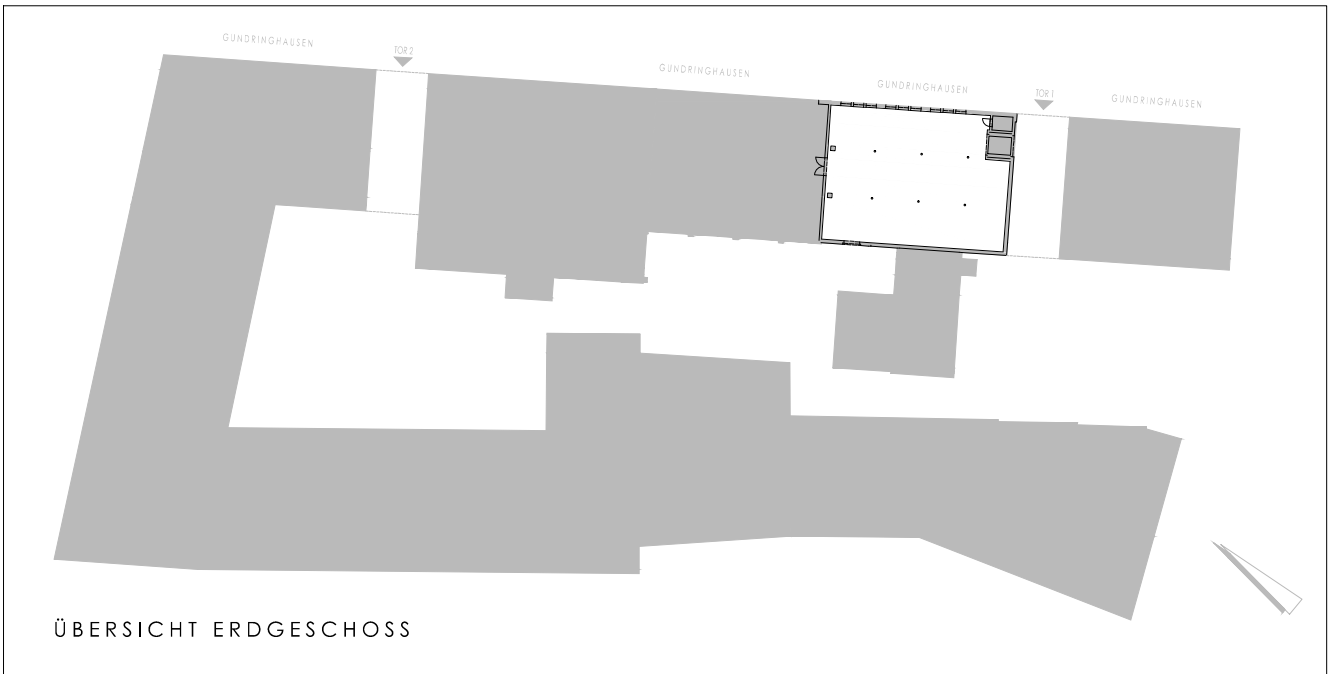 GUNDRINGHAUSEN
TOR 2
GUNDRINGHAUSEN
GUNDRINGHAUSEN
TOR 1
GUNDRINGHAUSEN
ÜBERSICHT ERDGESCHOSS